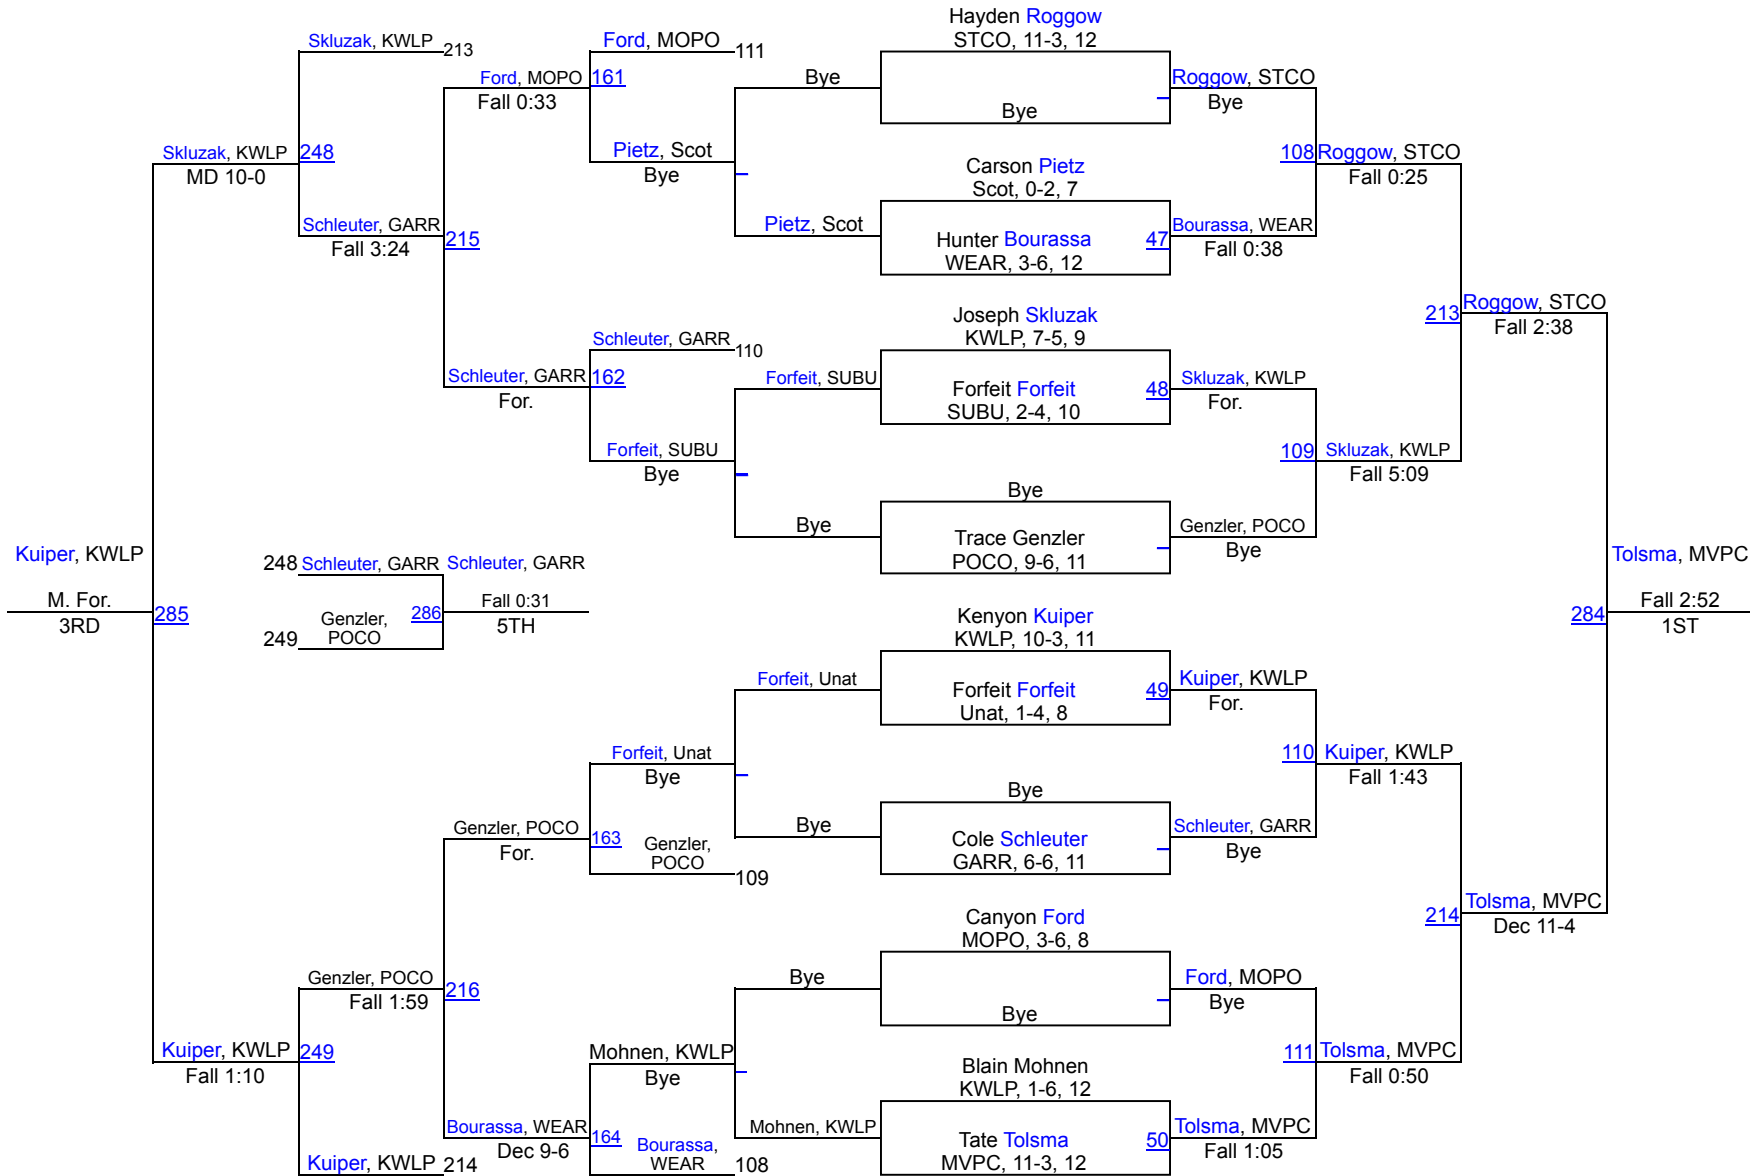 Hayden Roggow
STCO, 11-3, 12
Skluzak, KWLP
213
Ford, MOPO
111
Ford, MOPO
161
Fall 0:33
Bye
Roggow, STCO
Bye
Bye
Skluzak, KWLP
248
MD 10-0
Pietz, Scot
Bye
Carson Pietz
Scot, 0-2, 7
108
Roggow, STCO
Fall 0:25
Schleuter, GARR
215
Fall 3:24
Pietz, Scot
Hunter Bourassa
WEAR, 3-6, 12
47
Bourassa, WEAR
Fall 0:38
Joseph Skluzak
KWLP, 7-5, 9
213
Roggow, STCO
Fall 2:38
Schleuter, GARR
110
Schleuter, GARR
162
For.
Forfeit, SUBU
Forfeit Forfeit
SUBU, 2-4, 10
48
Skluzak, KWLP
For.
Forfeit, SUBU
Bye
109
Skluzak, KWLP
Fall 5:09
Bye
Bye
Trace Genzler
POCO, 9-6, 11
Genzler, POCO
Bye
Kuiper, KWLP
M. For.
285
3RD
248
Schleuter, GARR
Schleuter, GARR
Genzler,
POCO
249
286
Fall 0:31
5TH
Tolsma, MVPC
Fall 2:52
284
1ST
Kenyon Kuiper
KWLP, 10-3, 11
Forfeit, Unat
Forfeit Forfeit
Unat, 1-4, 8
49
Kuiper, KWLP
For.
Forfeit, Unat
Bye
110
Kuiper, KWLP
Fall 1:43
Bye
Genzler, POCO
163
For.
Genzler,
POCO
109
Bye
Cole Schleuter
GARR, 6-6, 11
Schleuter, GARR
Bye
Canyon Ford
MOPO, 3-6, 8
214
Tolsma, MVPC
Dec 11-4
Genzler, POCO
216
Fall 1:59
Bye
Bye
Ford, MOPO
Bye
Kuiper, KWLP
249
Fall 1:10
Mohnen, KWLP
Bye
Blain Mohnen
KWLP, 1-6, 12
111
Tolsma, MVPC
Fall 0:50
Bourassa, WEAR
164
Dec 9-6
Bourassa,
WEAR
108
Mohnen, KWLP
Tate Tolsma
MVPC, 11-3, 12
50
Tolsma, MVPC
Fall 1:05
Kuiper, KWLP
214